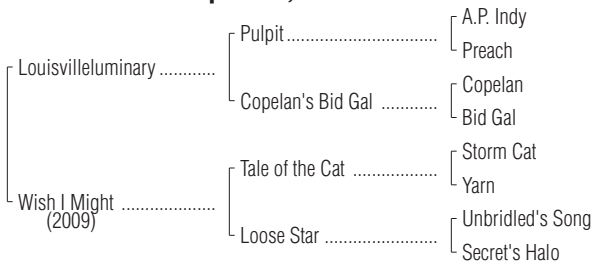 A.P. Indy
Pulpit
Preach
Louisvilleluminary
Copelan
Copelan's Bid Gal
Bid Gal
Storm Cat
Tale of the Cat
Yarn
Wish I Might
(2009)
Unbridled's Song
Loose Star
Secret's Halo